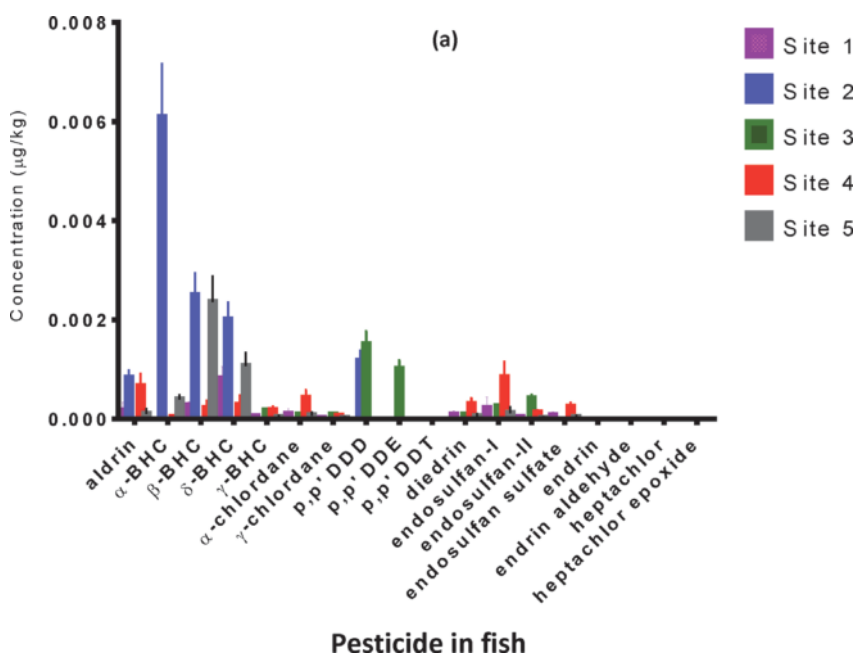 (a)
Site 1
Site 2
Site 3
Site 4
Site 5
Concentration (µg/kg)
0.008
0.006
0.004
0.002
0.000
aldrin
α-BHC
β-BHC
δ-BHC
γ-BHC
α-chlordane
γ-chlordane
p,p' DDD
p,p' DDE
p,p' DDT
diedrin
endosulfan-I
endosulfan-II
endosulfan sulfate
endrin
endrin aldehyde
heptachlor
heptachlor epoxide
Pesticide in fish